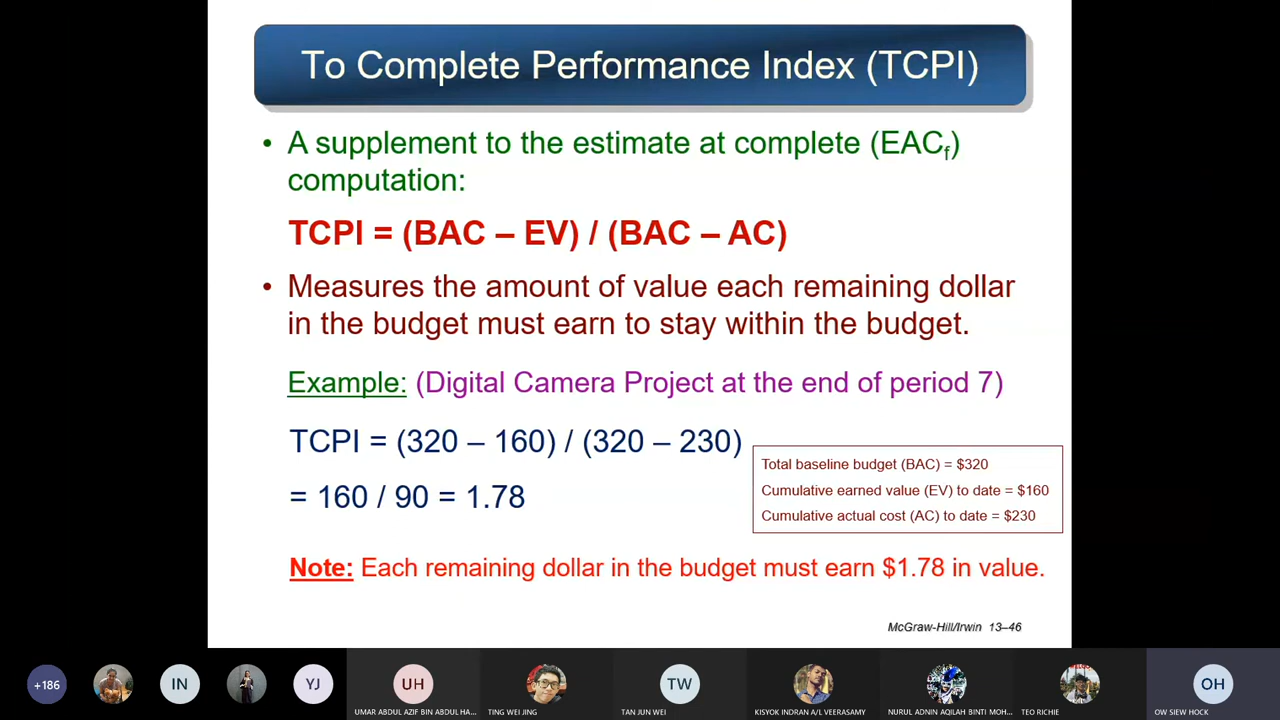 To Complete Performance Index (TCPI)
• A supplement to the estimate at complete (EACf)
computation:
TCPI = (BAC – EV) / (BAC – AC)
• Measures the amount of value each remaining dollar
in the budget must earn to stay within the budget.
Example: (Digital Camera Project at the end of period 7)
TCPI = (320 – 160) / (320 – 230)
= 160 / 90 = 1.78
Total baseline budget (BAC) = $320
Cumulative earned value (EV) to date = $160
Cumulative actual cost (AC) to date = $230
Note: Each remaining dollar in the budget must earn $1.78 in value.
McGraw-Hill/Irwin 13–46
+186
IN
YJ
UH
TW
OH
UMAR ABDUL AZIF BIN ABDUL HA...
TING WEI JING
TAN JUN WEI
KISYOK INDRAN A/L VEERASAMY
NURUL ADNIN AQILAH BINTI MOH...
TEO RICHIE
OW SIEW HOCK